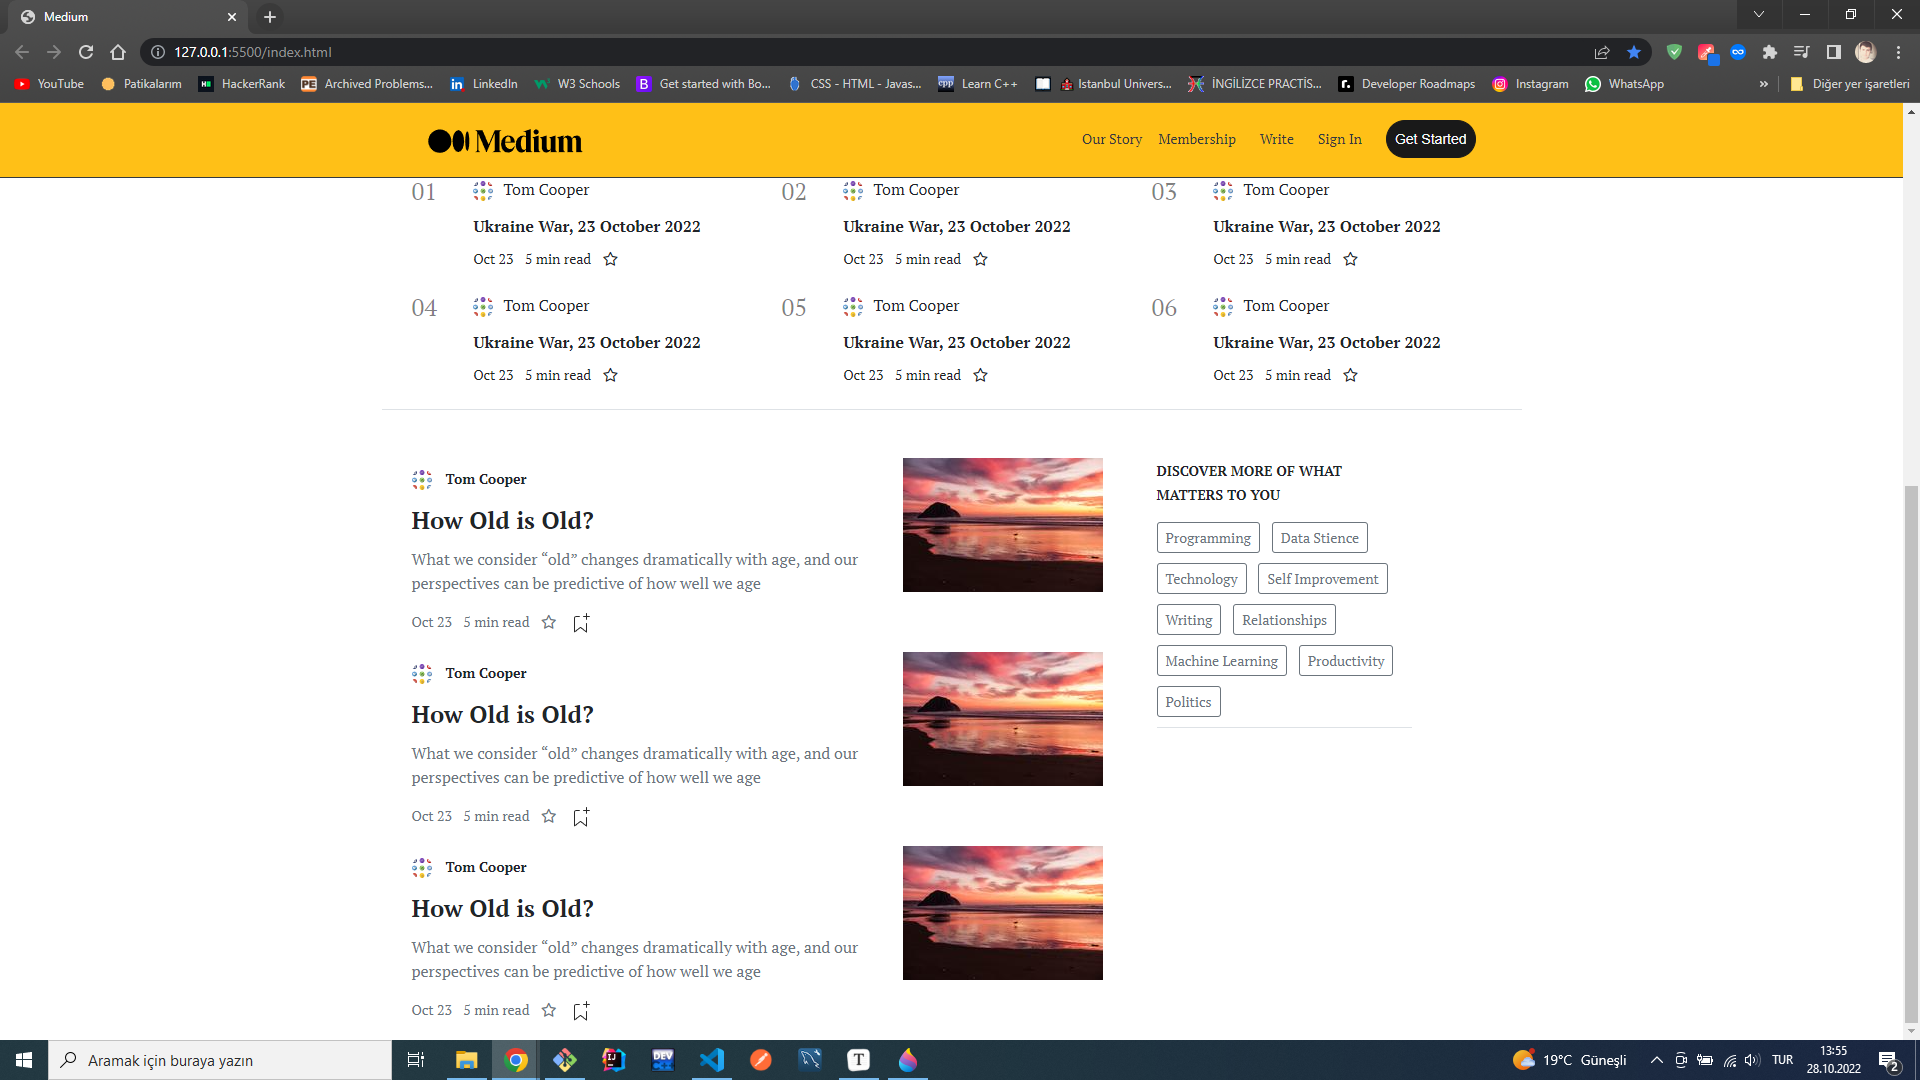 Medium
127.0.0.1:5500/index.html
YouTube
Patikalarım
HackerRank
Archived Problems...
LinkedIn
W3 Schools
Get started with Bo...
CSS - HTML - Javas...
Learn C++
Istanbul Univers...
İNGİLİZCE PRACTİS...
Developer Roadmaps
Instagram
WhatsApp
»
Diğer yer işaretleri
Medium
Our Story
Membership
Write
Sign In
Get Started
01
Tom Cooper
Ukraine War, 23 October 2022
Oct 23 5 min read
02
Tom Cooper
Ukraine War, 23 October 2022
Oct 23 5 min read
03
Tom Cooper
Ukraine War, 23 October 2022
Oct 23 5 min read
04
Tom Cooper
Ukraine War, 23 October 2022
Oct 23 5 min read
05
Tom Cooper
Ukraine War, 23 October 2022
Oct 23 5 min read
06
Tom Cooper
Ukraine War, 23 October 2022
Oct 23 5 min read
Tom Cooper
How Old is Old?
What we consider “old” changes dramatically with age, and our
perspectives can be predictive of how well we age
Oct 23 5 min read
Tom Cooper
How Old is Old?
What we consider “old” changes dramatically with age, and our
perspectives can be predictive of how well we age
Oct 23 5 min read
Tom Cooper
How Old is Old?
What we consider “old” changes dramatically with age, and our
perspectives can be predictive of how well we age
Oct 23 5 min read
DISCOVER MORE OF WHAT
MATTERS TO YOU
Programming
Data Stience
Technology
Self Improvement
Writing
Relationships
Machine Learning
Productivity
Politics
Aramak için buraya yazın
DEV
T
19°C Güneşli
TUR
13:55
28.10.2022
2